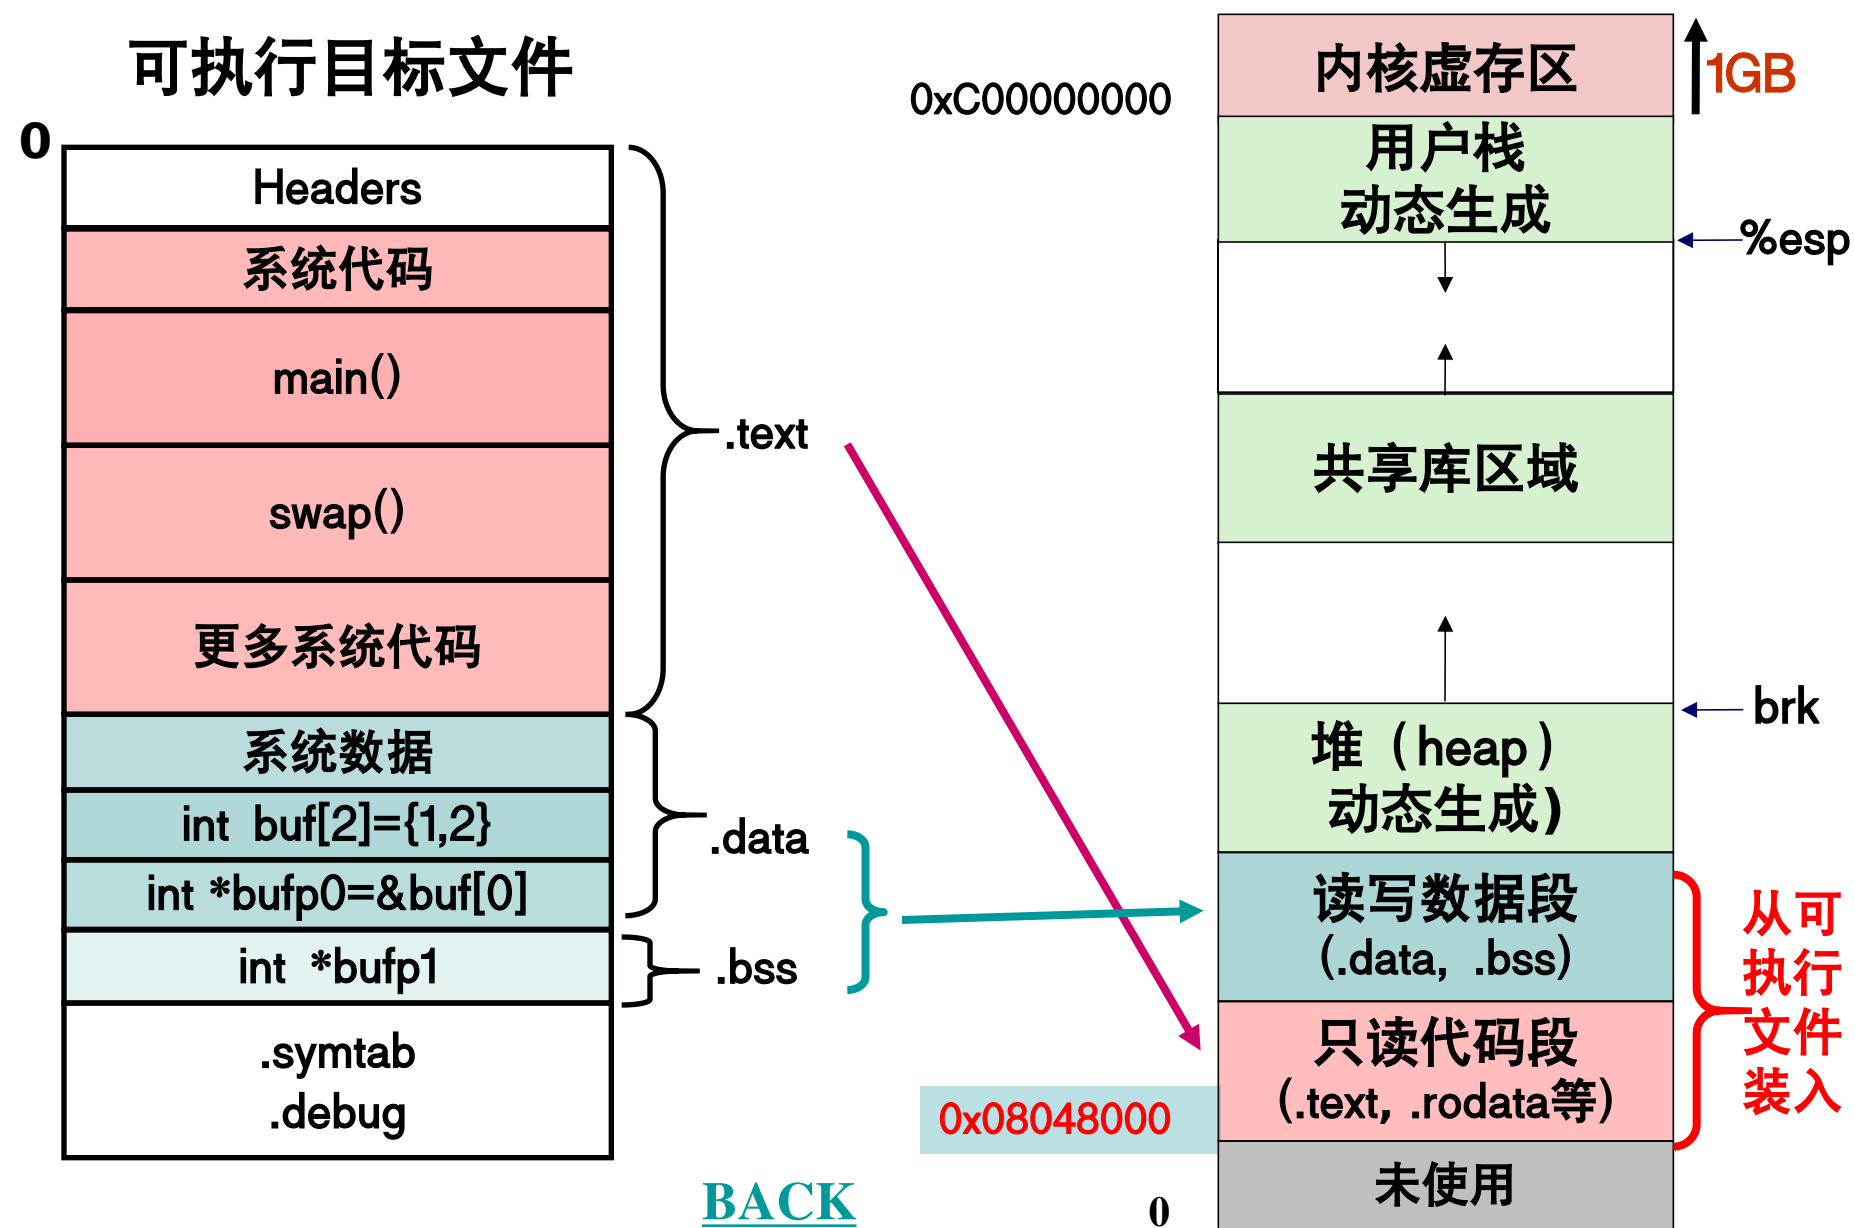 可执行目标文件
0
Headers
系统代码
main()
swap()
更多系统代码
系统数据
int buf[2]={1,2}
int *bufp0=&buf[0]
int *bufp1
.symtab
.debug
.text
.data
.bss
BACK
0xC00000000
0x08048000
0
内核虚存区
用户栈
动态生成
共享库区域
堆（heap）
动态生成)
读写数据段
(.data, .bss)
只读代码段
(.text, .rodata等)
未使用
1GB
%esp
brk
从可
执行
文件
装入